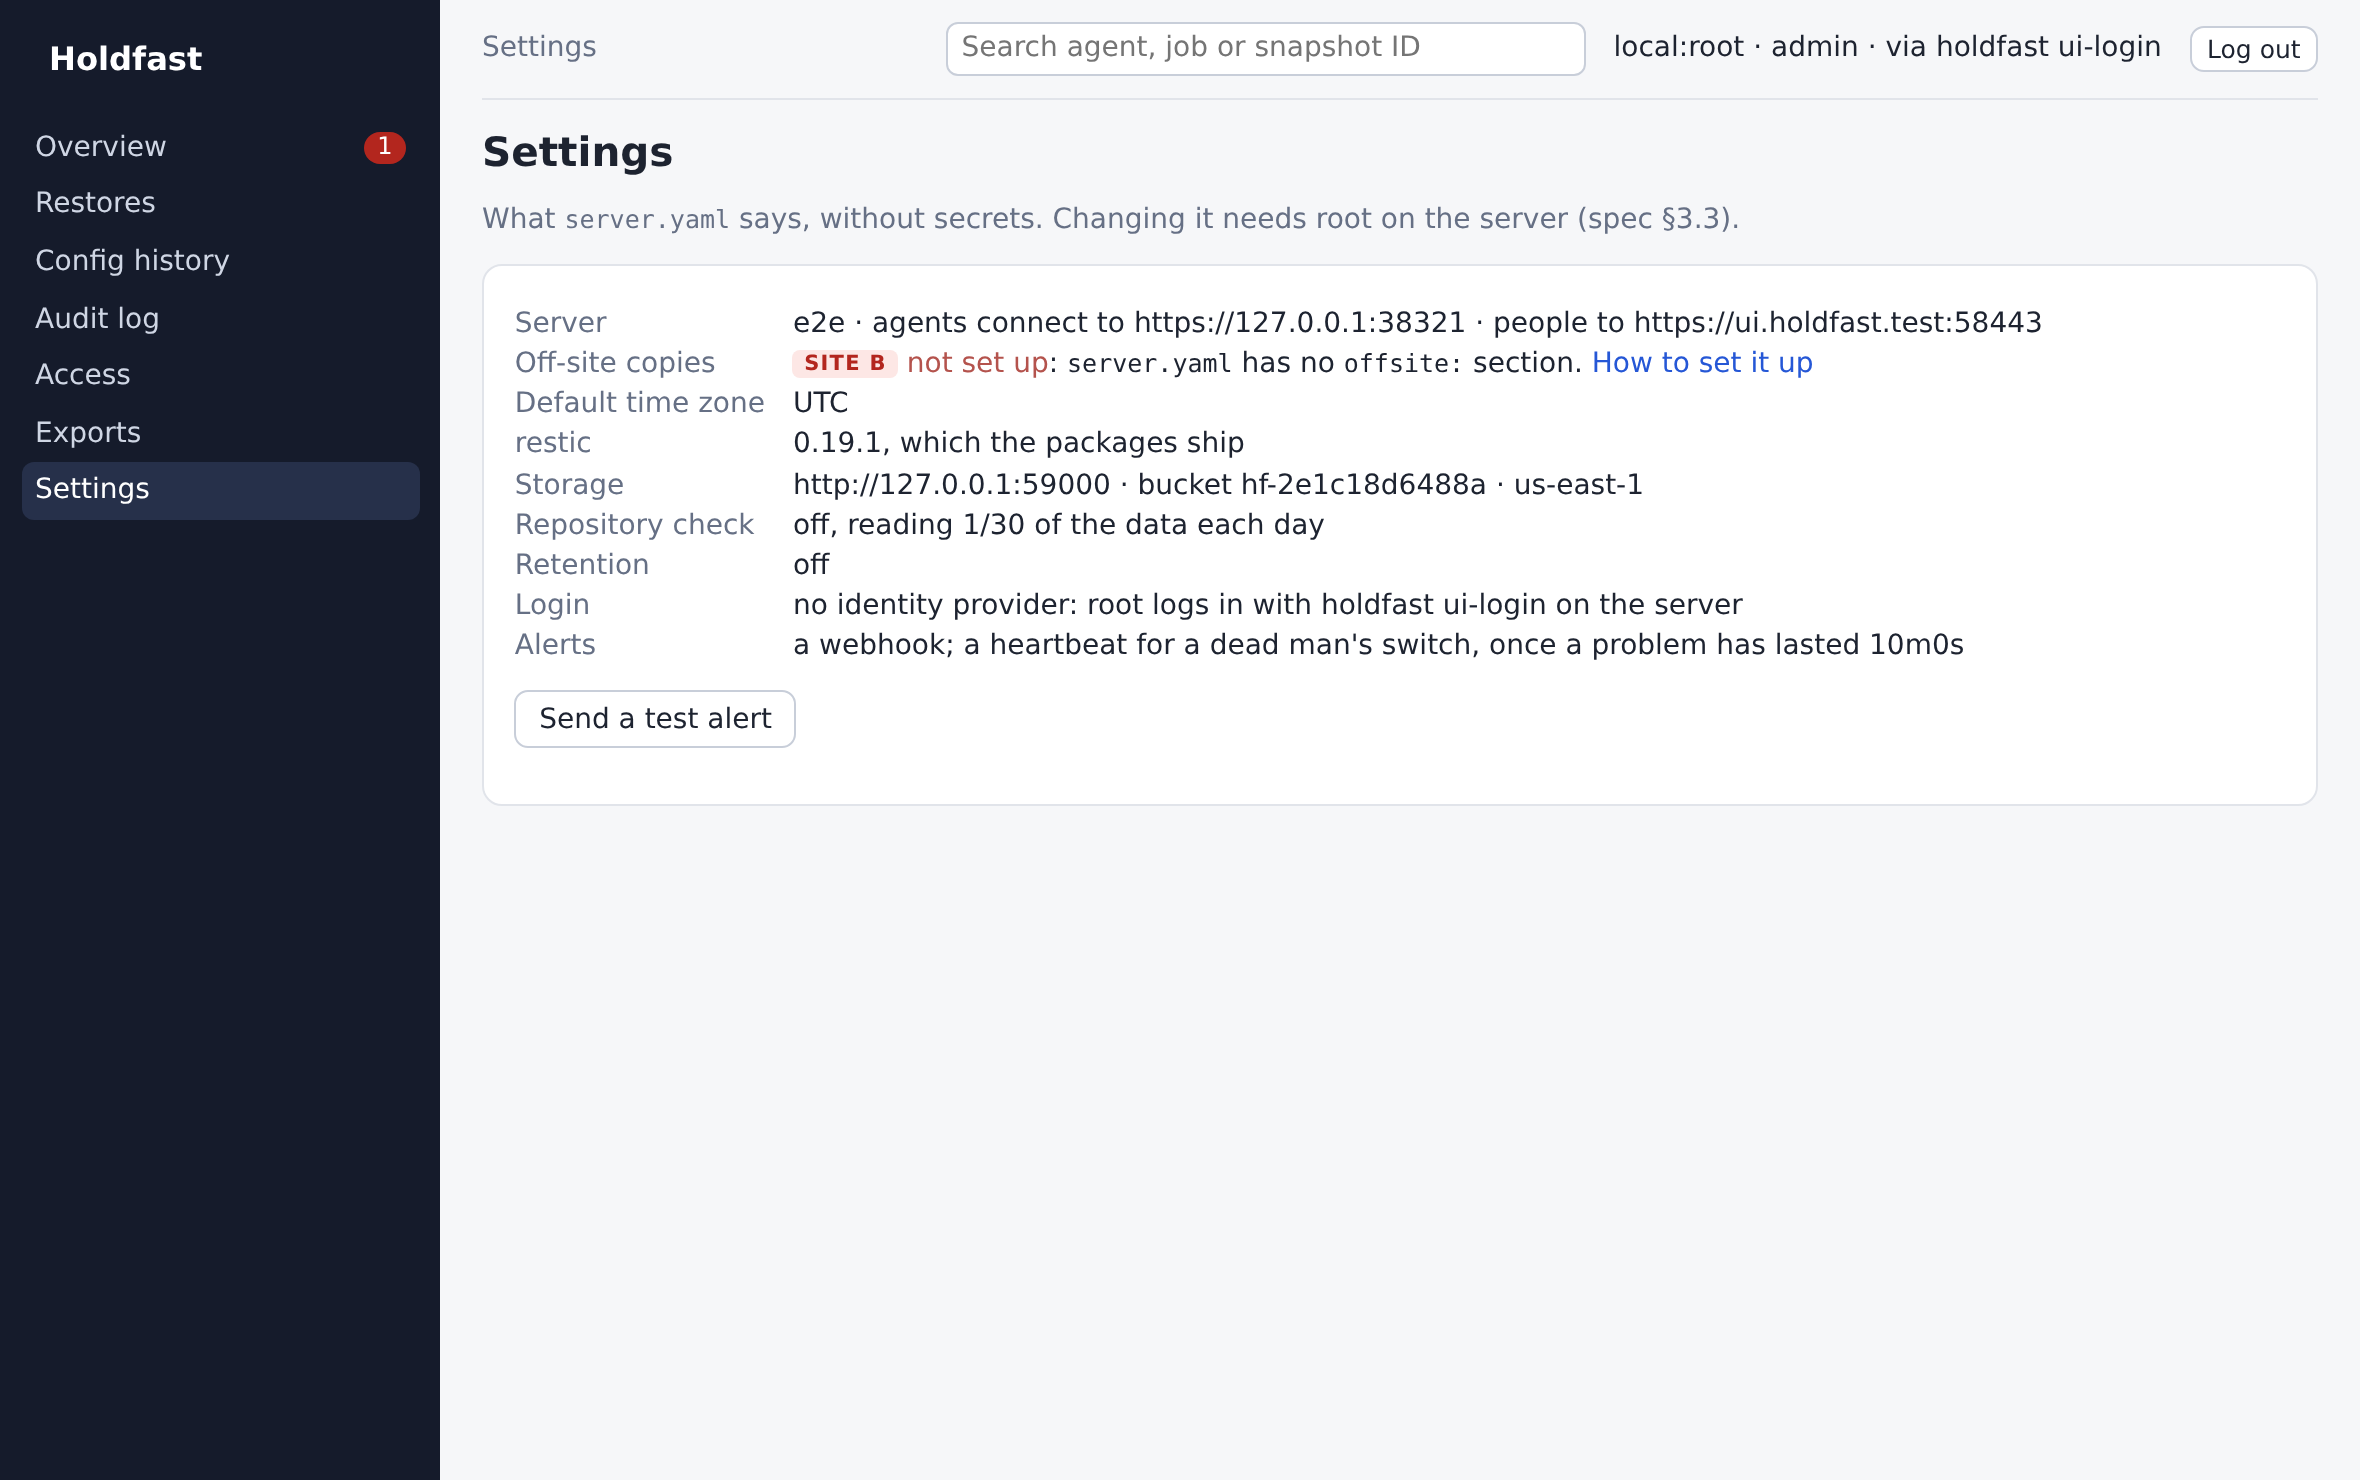 Holdfast
Overview 1
Restores
Config history
Audit log
Access
Exports
Settings
Settings
Search agent, job or snapshot ID
local:root · admin · via holdfast ui-login
Log out
Settings
What server.yaml says, without secrets. Changing it needs root on the server (spec §3.3).
Server e2e · agents connect to https://127.0.0.1:38321 · people to https://ui.holdfast.test:58443
Off-site copies SITE B not set up: server.yaml has no offsite: section. How to set it up
Default time zone UTC
restic 0.19.1, which the packages ship
Storage http://127.0.0.1:59000 · bucket hf-2e1c18d6488a · us-east-1
Repository check off, reading 1/30 of the data each day
Retention off
Login no identity provider: root logs in with holdfast ui-login on the server
Alerts a webhook; a heartbeat for a dead man's switch, once a problem has lasted 10m0s
Send a test alert